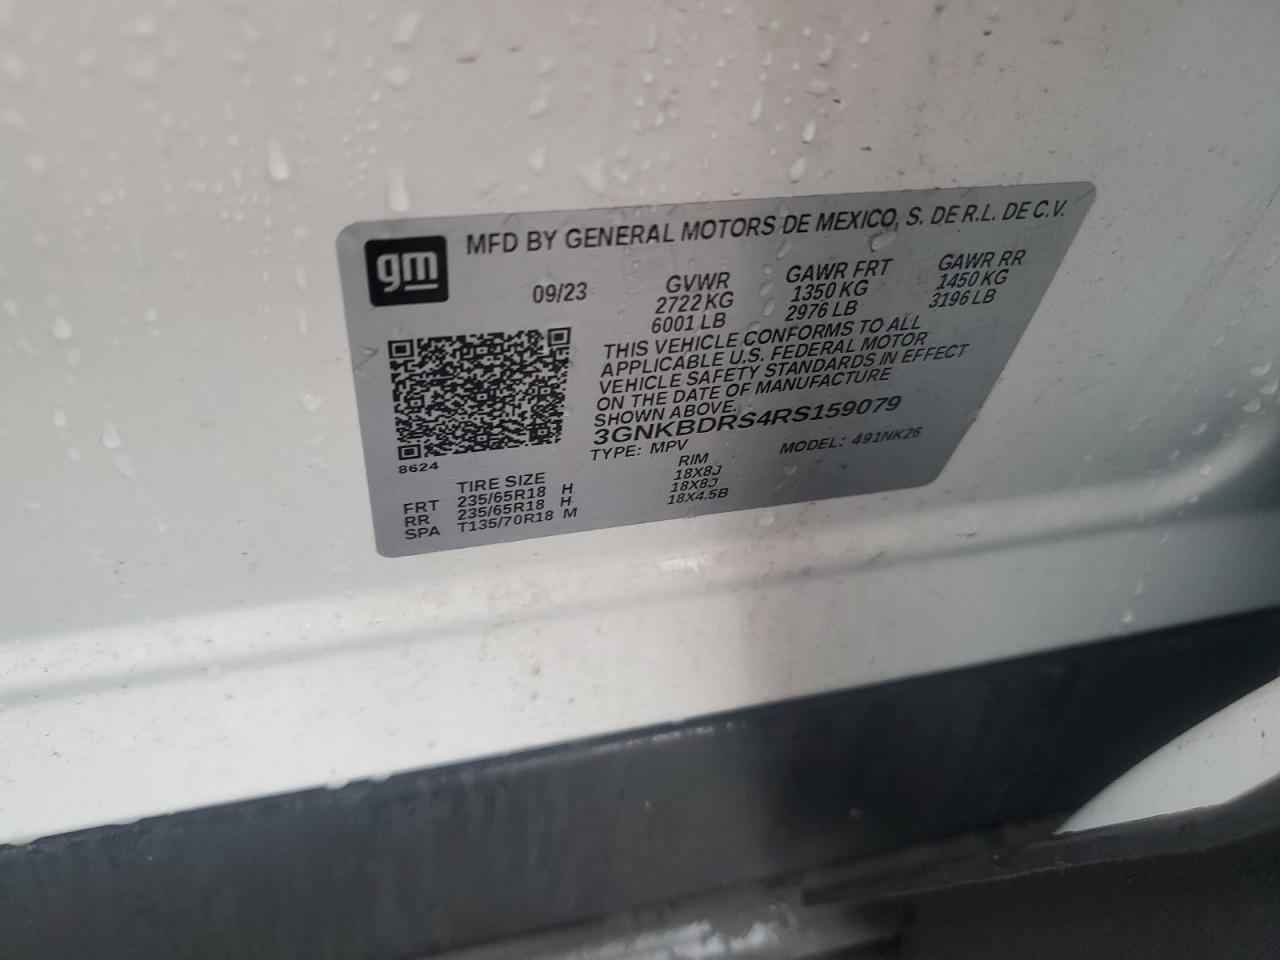 gm
MFD BY GENERAL MOTORS DE MEXICO, S. DE R.L. DE C.V.
09/23
GVWR GAWR FRT GAWR RR
2722 KG 1350 KG 1450 KG
6001 LB 2976 LB 3196 LB
THIS VEHICLE CONFORMS TO ALL
APPLICABLE U.S. FEDERAL MOTOR
VEHICLE SAFETY STANDARDS IN EFFECT
ON THE DATE OF MANUFACTURE
SHOWN ABOVE.
3GNKBDRS4RS159079
TYPE: MPV MODEL: 491NK26
8624
TIRE SIZE RIM
FRT 235/65R18 H 18X8J
RR 235/65R18 H 18X8J
SPA T135/70R18 M 18X4.5B